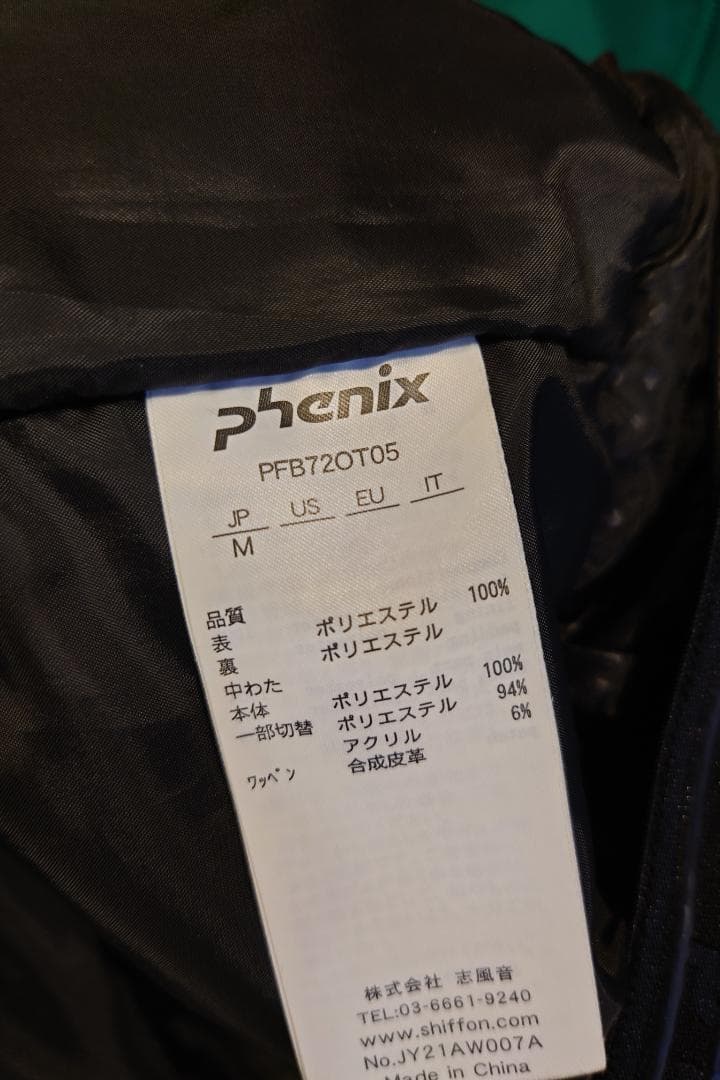 phenix
PFB72OT05
JP US EU IT
M
品質
表 ポリエステル 100%
裏 ポリエステル
中わた
本体 ポリエステル 100%
一部切替 ポリエステル 94%
アクリル 6%
ワッペン 合成皮革
株式会社 志風音
TEL:03-6661-9240
www.shiffon.com
No.JY21AW007A
Made in China